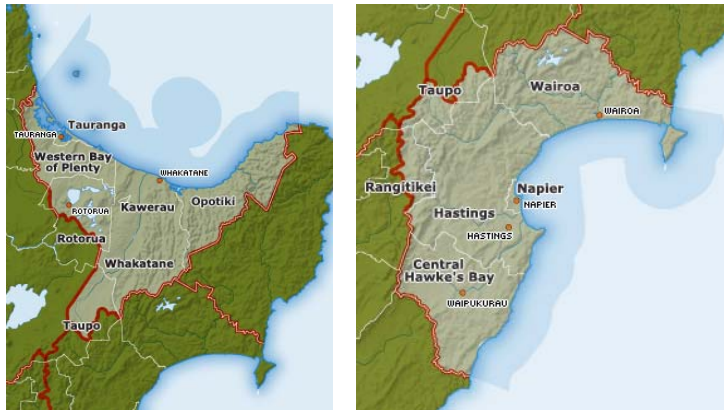 Tauranga
TAURANGA
Western Bay
of Plenty
WHAKATANE
Kawerau
Opotiki
ROTORUA
Rotorua
Whakatane
Taupo
Taupo
Wairoa
WAIROA
Rangitikei
Napier
NAPIER
Hastings
HASTINGS
Central
Hawke's Bay
WAIPUKURAU